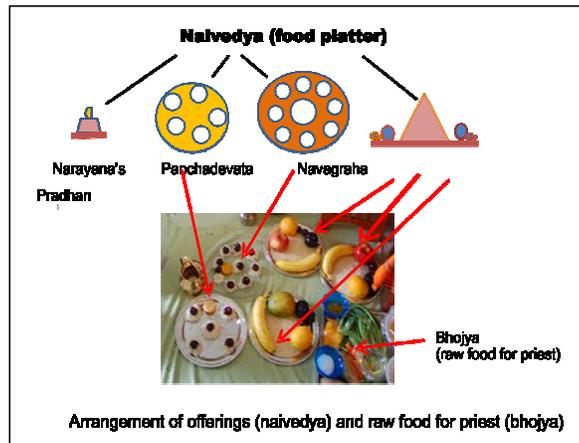 Naivedya (food platter)
Narayana's
Pradhan
Panchadevata
Navagraha
Bhojya
(raw food for priest)
Arrangement of offerings (naivedya) and raw food for priest (bhojya)